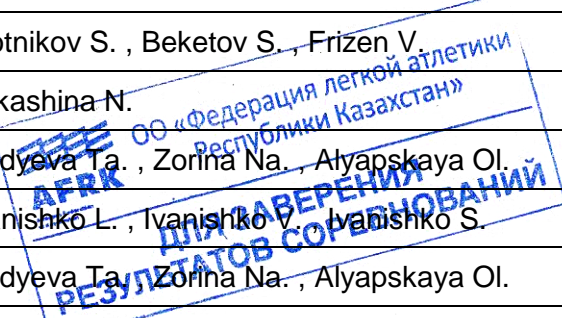 otnikov S. , Beketov S. , Frizen V.
kashina N.
dyeva Ta. , Zorina Na. , Alyapskaya Ol.
nishko L. , Ivanishko V. , Ivanishko S.
dyeva Ta. , Zorina Na. , Alyapskaya Ol.
ОО «Федерация легкой атлетики
Республики Казахстан»
AFRK
ДЛЯ ЗАВЕРЕНИЯ
РЕЗУЛЬТАТОВ СОРЕВНОВАНИЙ